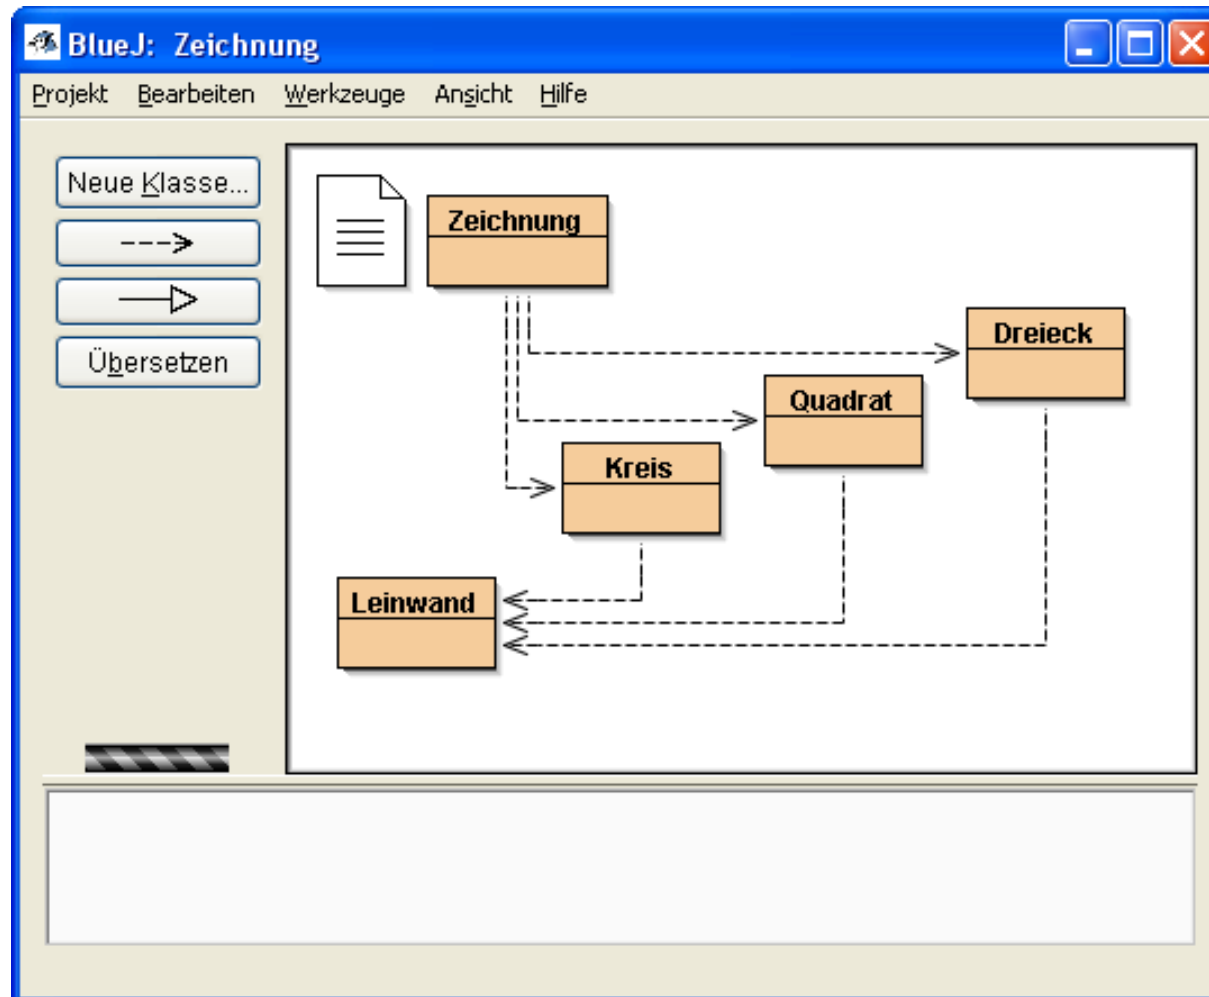 BlueJ: Zeichnung
Projekt Bearbeiten Werkzeuge Ansicht Hilfe
Neue Klasse...
Übersetzen
Zeichnung
Dreieck
Quadrat
Kreis
Leinwand